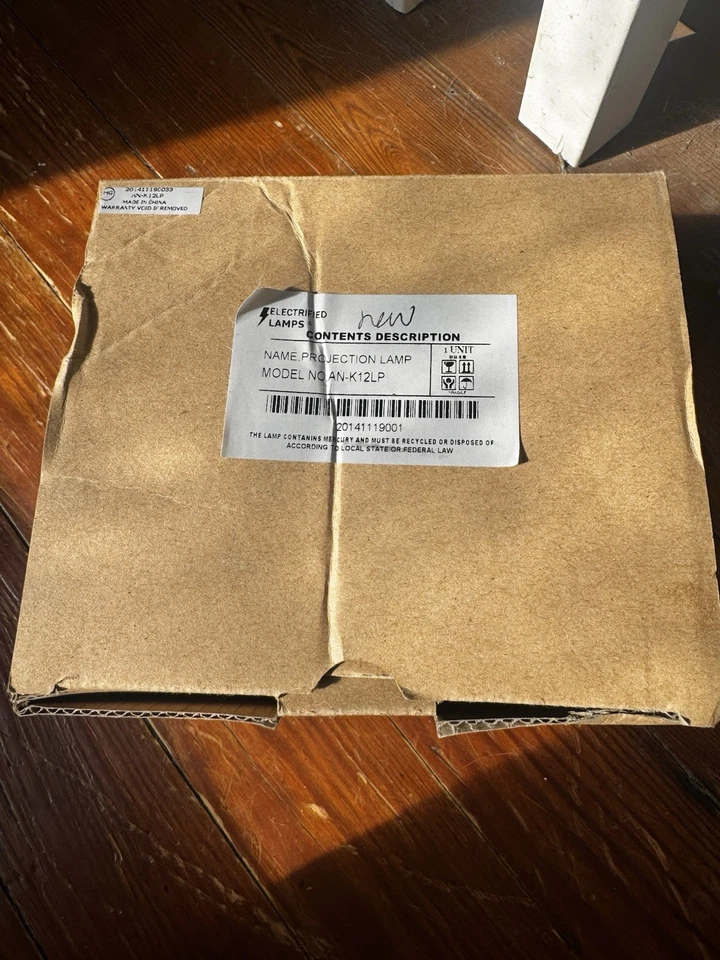 20141119C033
AN-K12LP
MADE IN CHINA
WARRANTY VOID IF REMOVED
ELECTRIFIED
LAMPS
new
CONTENTS DESCRIPTION
NAME PROJECTION LAMP
MODEL NO AN-K12LP
1 UNIT
20141119001
THE LAMP CONTANINS MERCURY AND MUST BE RECYCLED OR DISPOSED OF
ACCORDING TO LOCAL STATE OR FEDERAL LAW